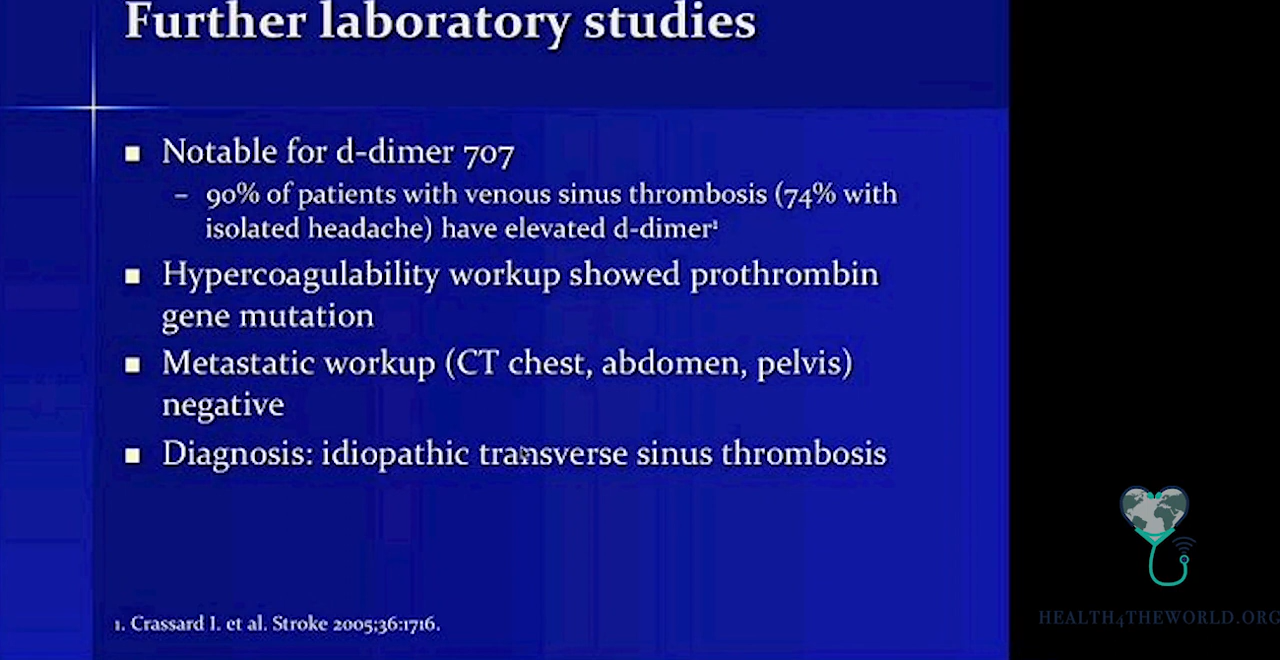 Further laboratory studies
■ Notable for d-dimer 707
– 90% of patients with venous sinus thrombosis (74% with
isolated headache) have elevated d-dimer¹
■ Hypercoagulability workup showed prothrombin
gene mutation
■ Metastatic workup (CT chest, abdomen, pelvis)
negative
■ Diagnosis: idiopathic transverse sinus thrombosis
1. Crassard I. et al. Stroke 2005;36:1716.
HEALTH4THEWORLD.ORG